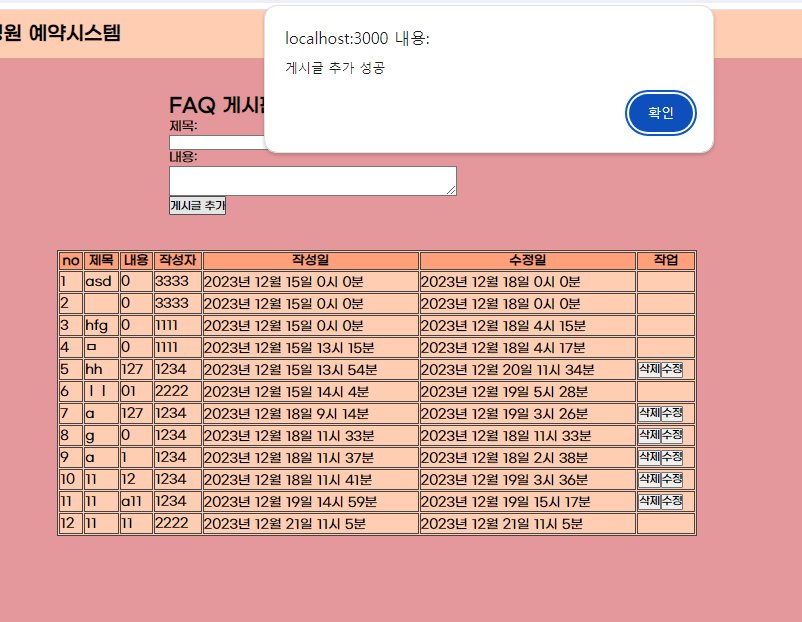 예약시스템
localhost:3000 내용:
게시글 추가 성공
확인
FAQ
제목:
내용:
게시글 추가
no 제목 내용 작성자 작성일 수정일 작업
1 asd 0 3333 2023년 12월 15일 0시 0분 2023년 12월 18일 0시 0분
2 0 3333 2023년 12월 15일 0시 0분 2023년 12월 18일 0시 0분
3 hfg 0 1111 2023년 12월 15일 0시 0분 2023년 12월 18일 4시 15분
4 ㅁ 0 1111 2023년 12월 15일 13시 15분 2023년 12월 18일 4시 17분
5 hh 127 1234 2023년 12월 15일 13시 54분 2023년 12월 20일 11시 34분 삭제 수정
6 ㅣㅣ 01 2222 2023년 12월 15일 14시 4분 2023년 12월 19일 5시 28분
7 a 127 1234 2023년 12월 18일 9시 14분 2023년 12월 19일 3시 26분 삭제 수정
8 g 0 1234 2023년 12월 18일 11시 33분 2023년 12월 18일 11시 33분 삭제 수정
9 a 1 1234 2023년 12월 18일 11시 37분 2023년 12월 18일 2시 38분 삭제 수정
10 11 12 1234 2023년 12월 18일 11시 41분 2023년 12월 19일 3시 36분 삭제 수정
11 11 a11 1234 2023년 12월 19일 14시 59분 2023년 12월 19일 15시 17분 삭제 수정
12 11 11 2222 2023년 12월 21일 11시 5분 2023년 12월 21일 11시 5분